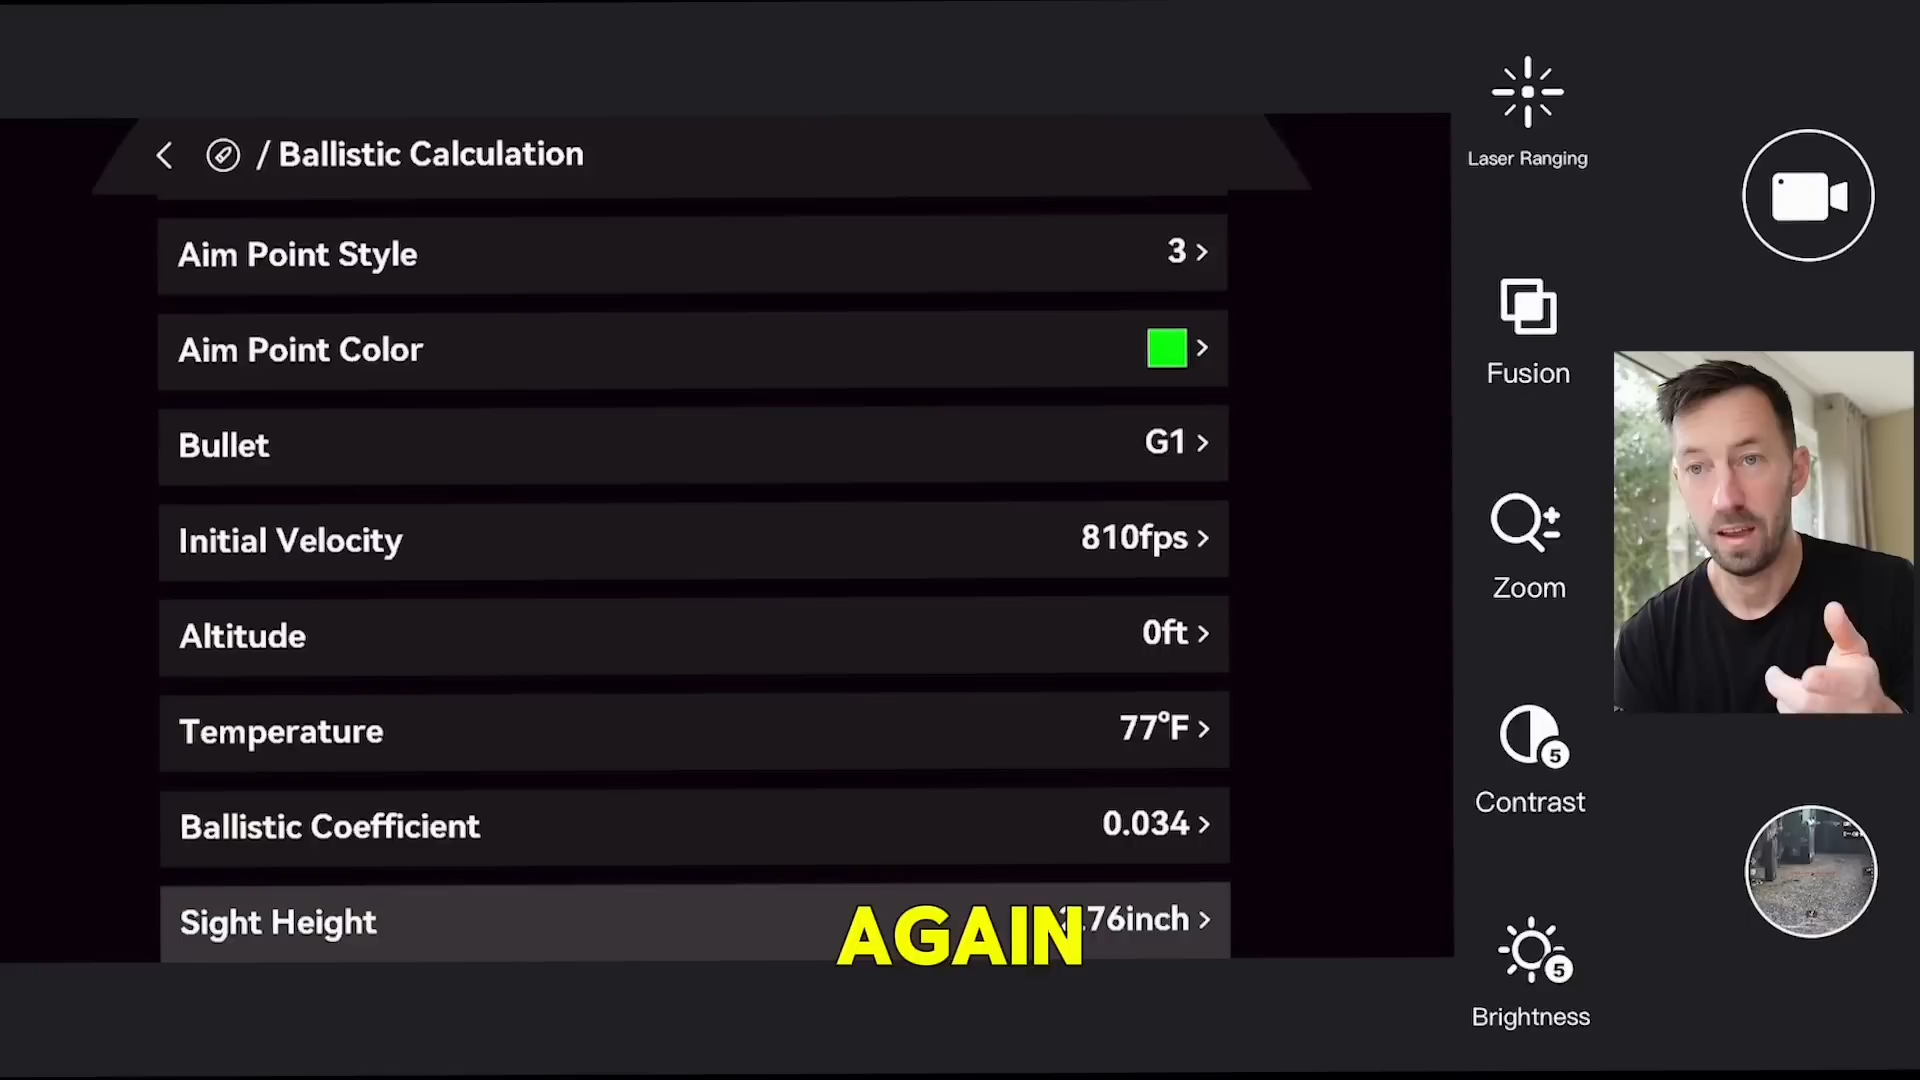 / Ballistic Calculation
Aim Point Style 3
Aim Point Color
Bullet G1
Initial Velocity 810fps
Altitude 0ft
Temperature 77°F
Ballistic Coefficient 0.034
Sight Height .76inch
AGAIN
Laser Ranging
Fusion
Zoom
5
Contrast
5
Brightness